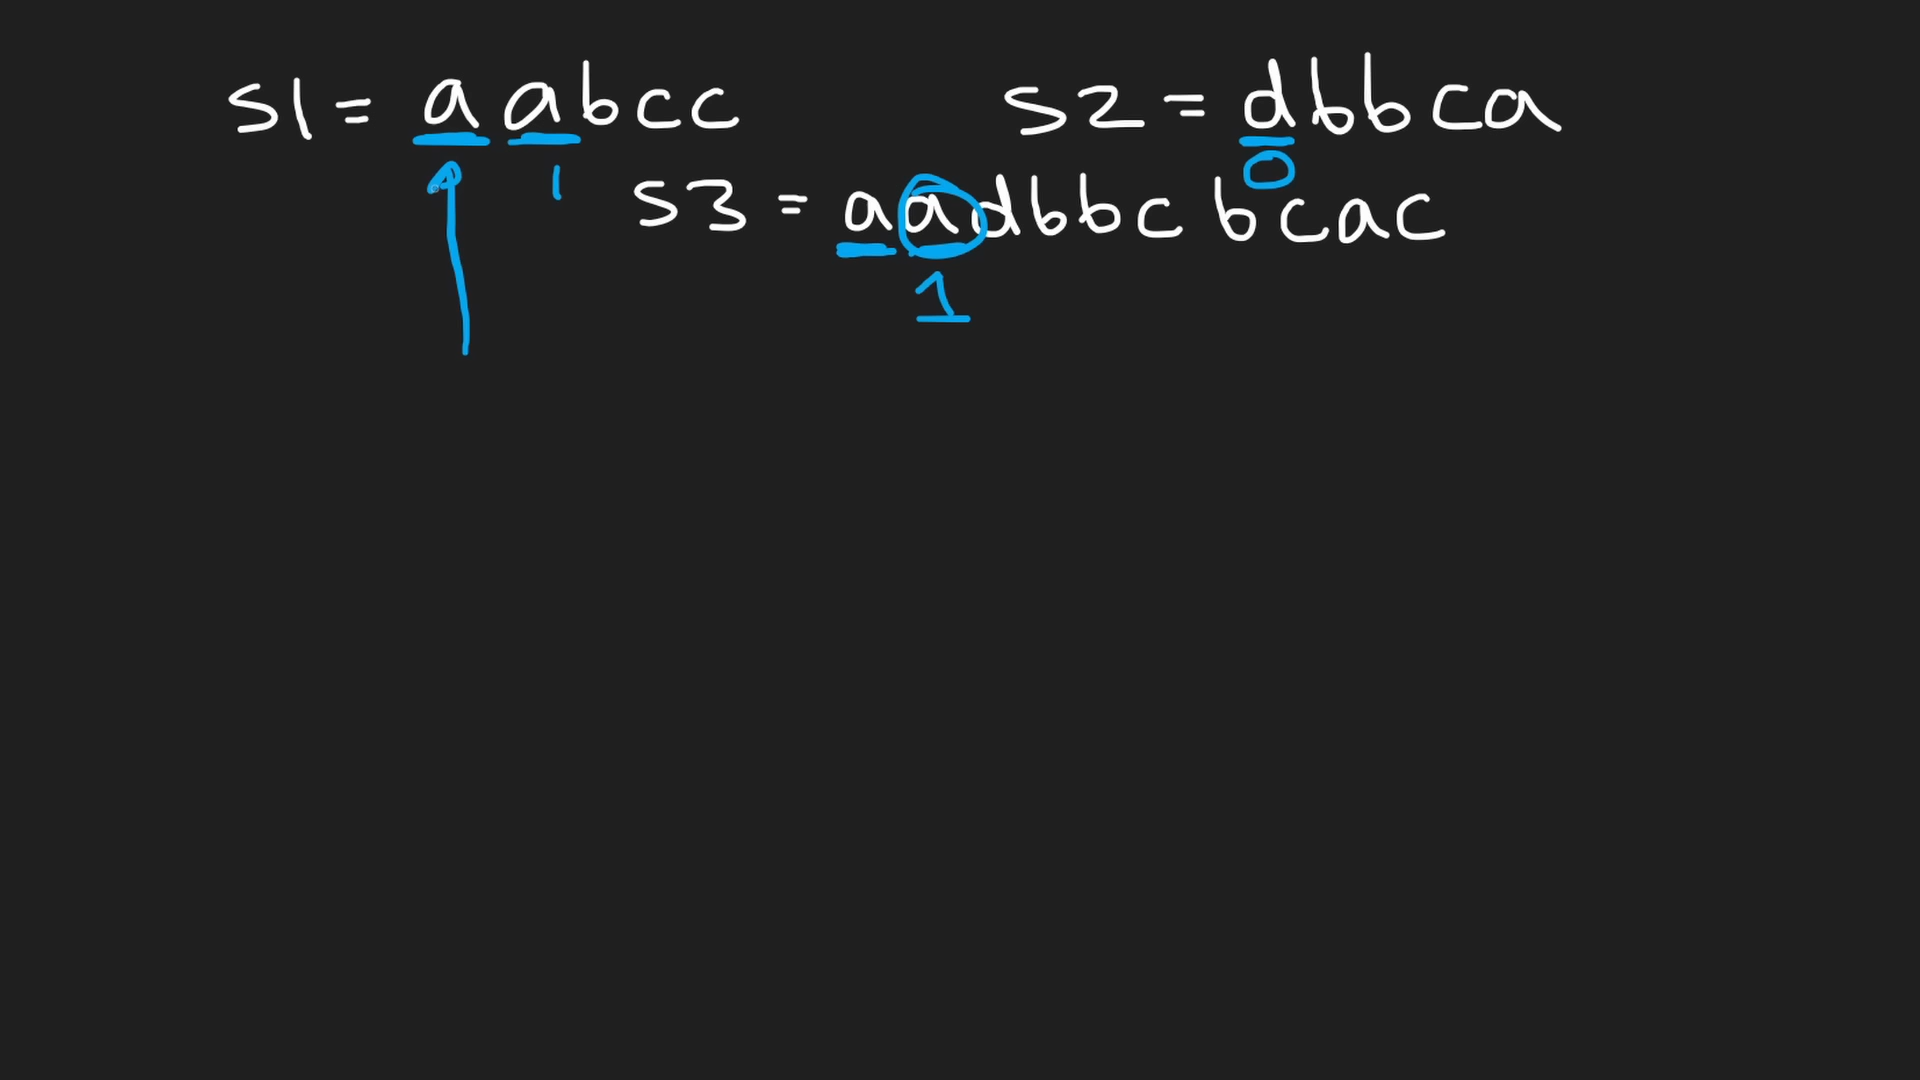 s1 = aabcc s2 = dbbca
1 0
s3 = aadbbcbcac
1